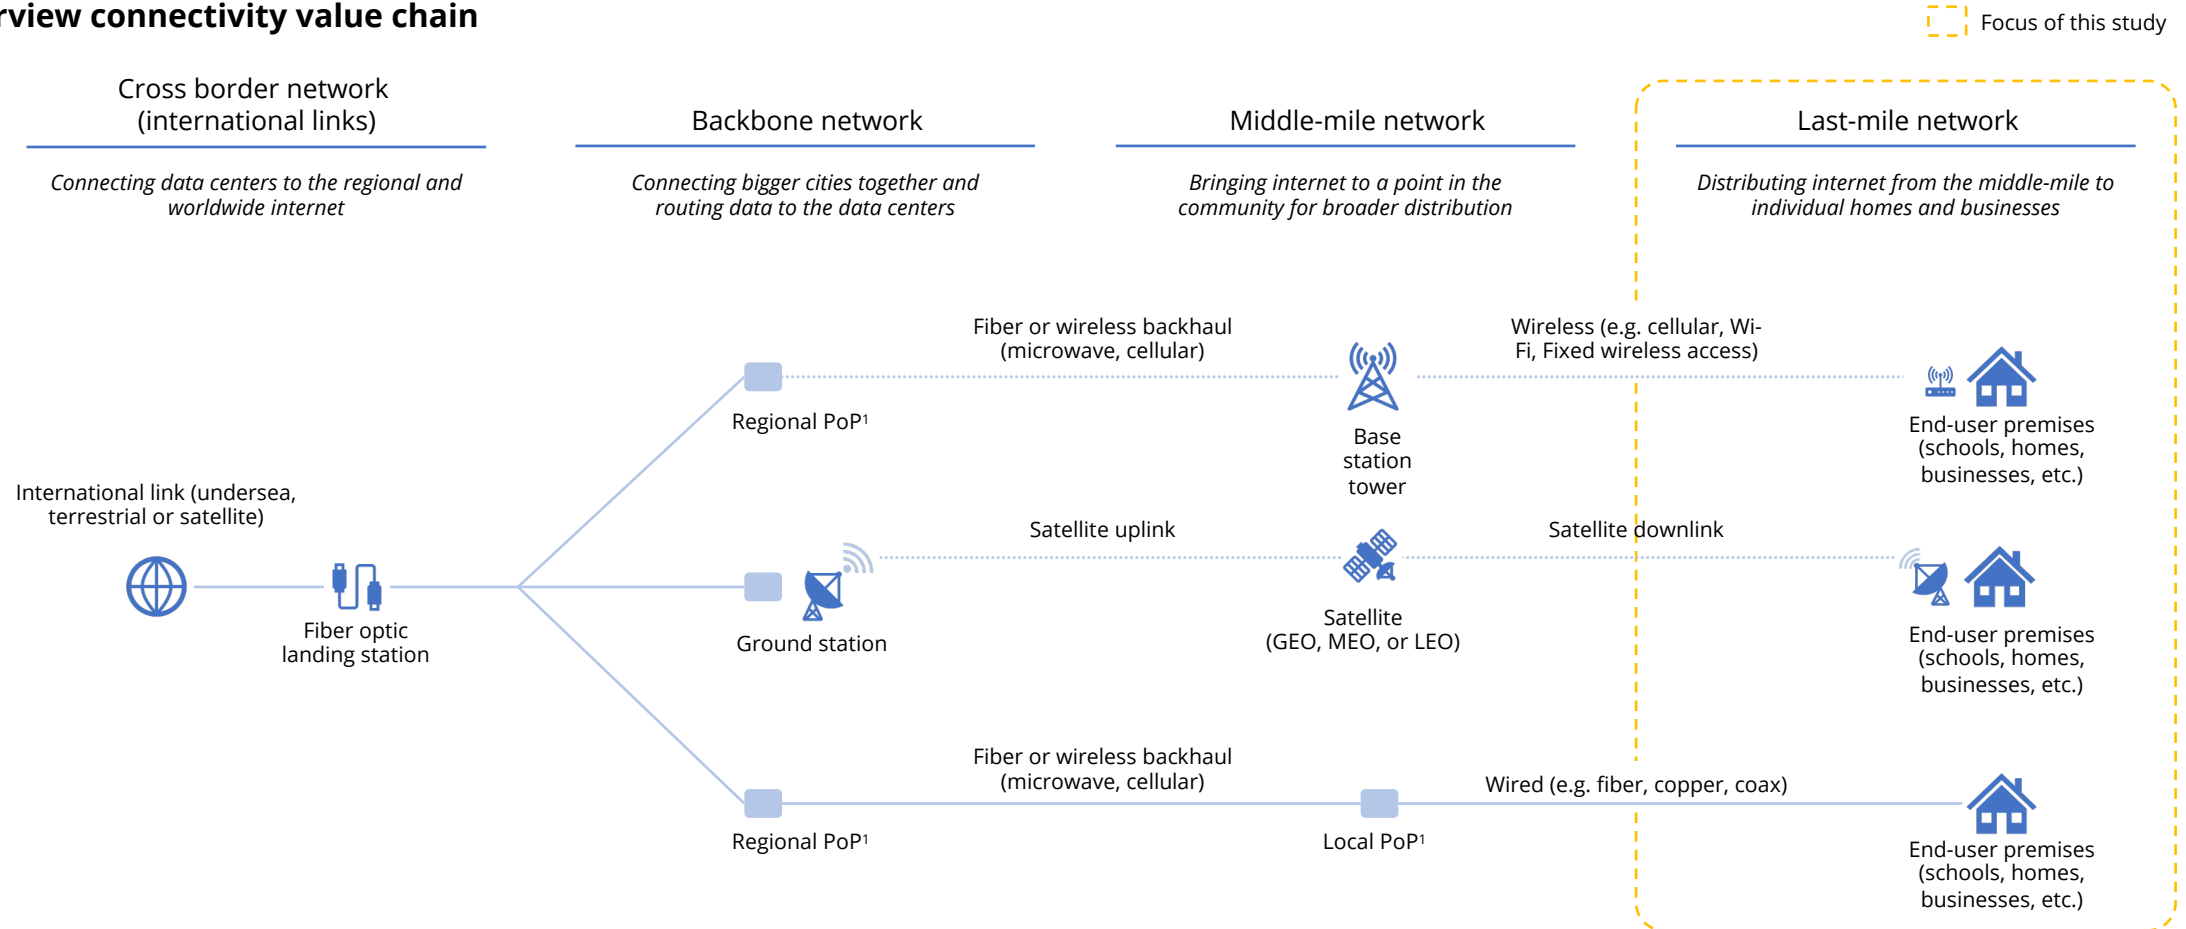 rview connectivity value chain
Focus of this study
Cross border network
(international links)
Connecting data centers to the regional and
worldwide internet
Backbone network
Connecting bigger cities together and
routing data to the data centers
Middle-mile network
Bringing internet to a point in the
community for broader distribution
Last-mile network
Distributing internet from the middle-mile to
individual homes and businesses
Fiber or wireless backhaul
(microwave, cellular)
Wireless (e.g. cellular, Wi-
Fi, Fixed wireless access)
Regional PoP1
Base
station
tower
End-user premises
(schools, homes,
businesses, etc.)
International link (undersea,
terrestrial or satellite)
Fiber optic
landing station
Satellite uplink
Satellite downlink
Ground station
Satellite
(GEO, MEO, or LEO)
End-user premises
(schools, homes,
businesses, etc.)
Fiber or wireless backhaul
(microwave, cellular)
Wired (e.g. fiber, copper, coax)
Regional PoP1
Local PoP1
End-user premises
(schools, homes,
businesses, etc.)